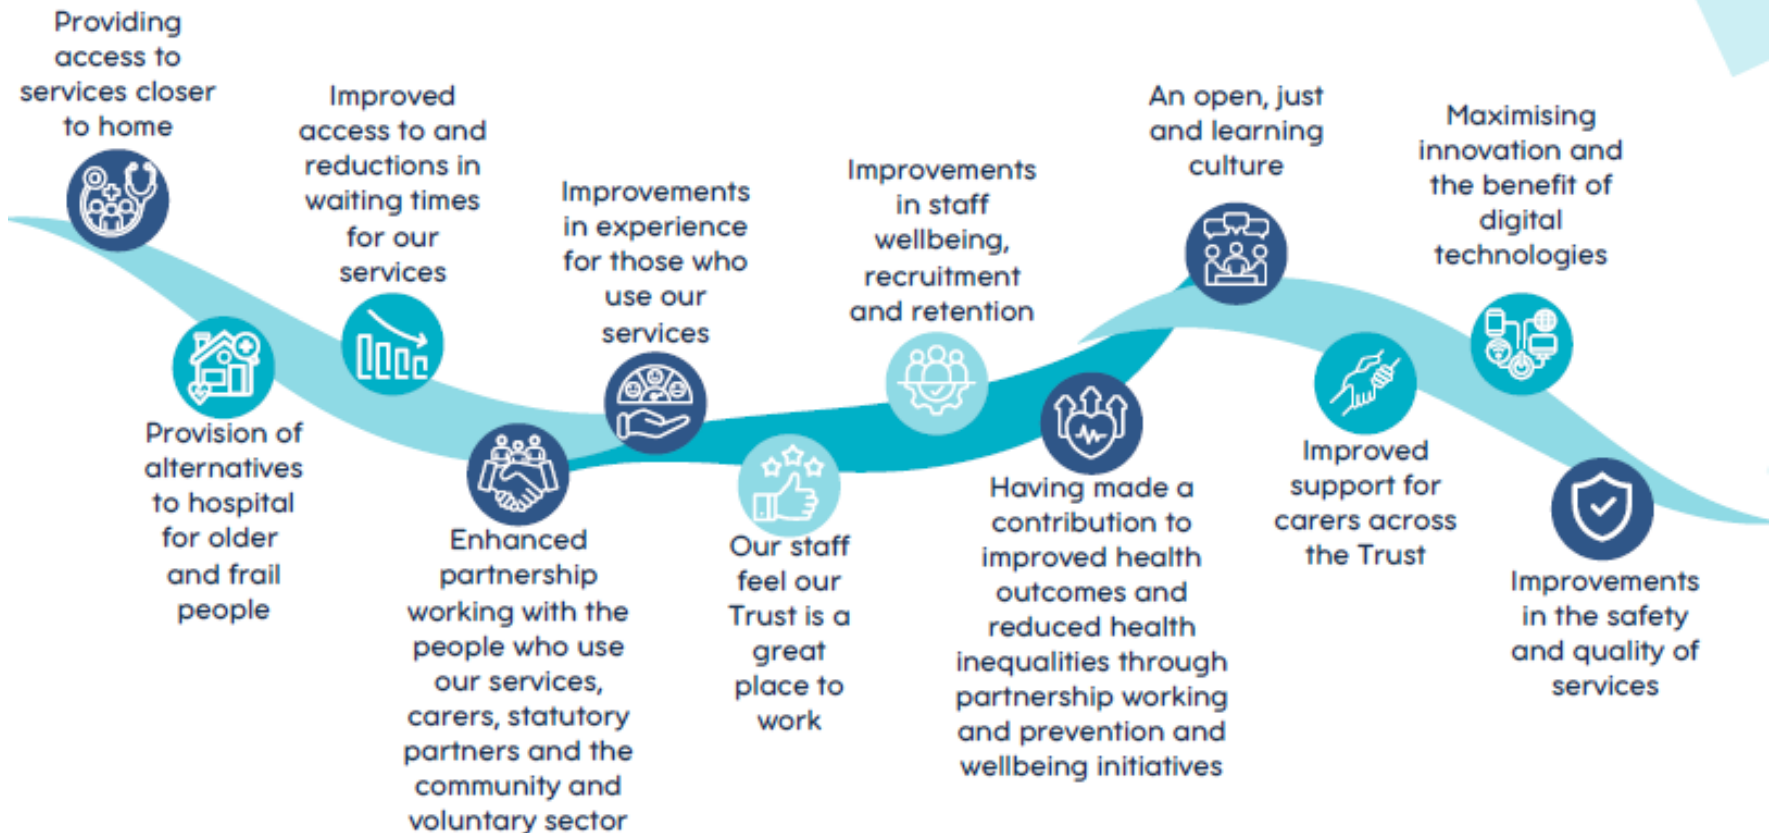 Providing
access to
services closer
to home
Provision of
alternatives
to hospital
for older
and frail
people
Improved
access to and
reductions in
waiting times
for our
services
Enhanced
partnership
working with the
people who use
our services,
carers, statutory
partners and the
community and
voluntary sector
Improvements
in experience
for those who
use our
services
Our staff
feel our
Trust is a
great
place to
work
Improvements
in staff
wellbeing,
recruitment
and retention
Having made a
contribution to
improved health
outcomes and
reduced health
inequalities through
partnership working
and prevention and
wellbeing initiatives
An open, just
and learning
culture
Improved
support for
carers across
the Trust
Maximising
innovation and
the benefit of
digital
technologies
Improvements
in the safety
and quality of
services